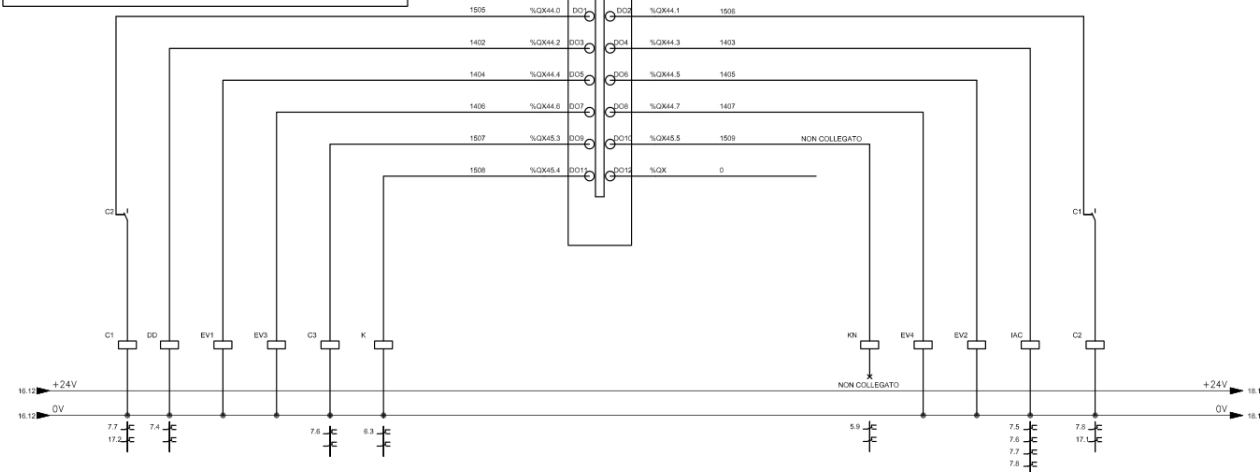 1505 %QX44.0 DO1 DO2 %QX44.1 1506
1402 %QX44.2 DO3 DO4 %QX44.3 1403
1404 %QX44.4 DO5 DO6 %QX44.5 1405
1406 %QX44.6 DO7 DO8 %QX44.7 1407
1507 %QX45.3 DO9 DO10 %QX45.5 1509 NON COLLEGATO
1508 %QX45.4 DO11 DO12 %QX 0
C2 C1
C1 DD EV1 EV3 C3 K KN EV4 EV2 IAC C2
16.12 +24V NON COLLEGATO +24V
16.12 0V 0V
7.7 7.4 7.6 6.3 5.9 7.5 7.8
17.2 7.6 17.1
7.7
7.8